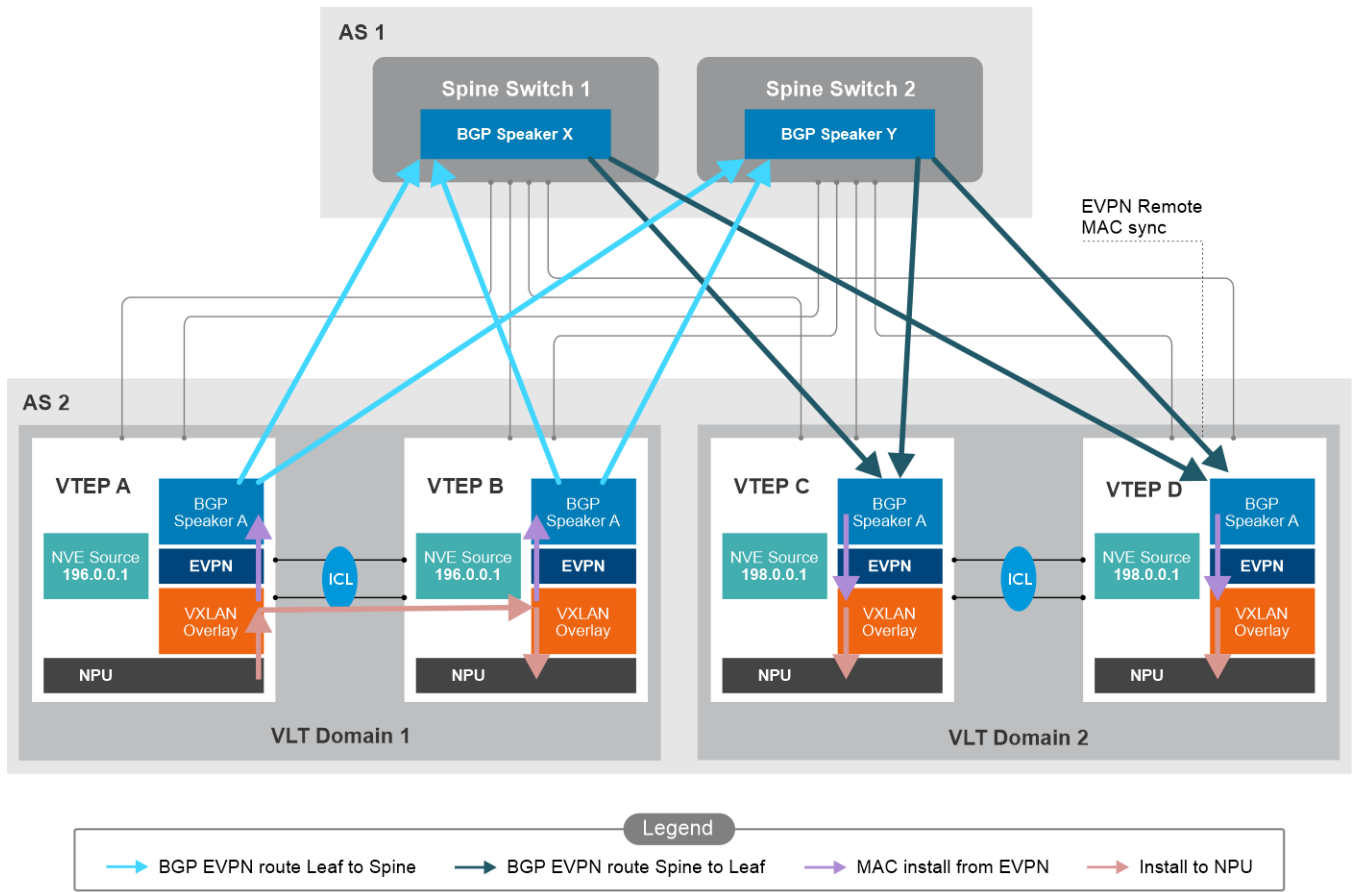 AS 1
Spine Switch 1
BGP Speaker X
Spine Switch 2
BGP Speaker Y
EVPN Remote
MAC sync
AS 2
VTEP A
BGP
Speaker A
NVE Source
196.0.0.1
EVPN
VXLAN
Overlay
NPU
ICL
VTEP B
BGP
Speaker A
NVE Source
196.0.0.1
EVPN
VXLAN
Overlay
NPU
VLT Domain 1
VTEP C
BGP
Speaker A
NVE Source
198.0.0.1
EVPN
VXLAN
Overlay
NPU
ICL
VTEP D
BGP
Speaker A
NVE Source
198.0.0.1
EVPN
VXLAN
Overlay
NPU
VLT Domain 2
Legend
BGP EVPN route Leaf to Spine
BGP EVPN route Spine to Leaf
MAC install from EVPN
Install to NPU